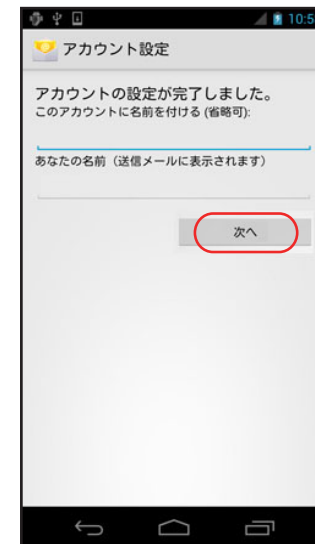 10:5
アカウント設定
アカウントの設定が完了しました。
このアカウントに名前を付ける (省略可):
あなたの名前（送信メールに表示されます）
次へ